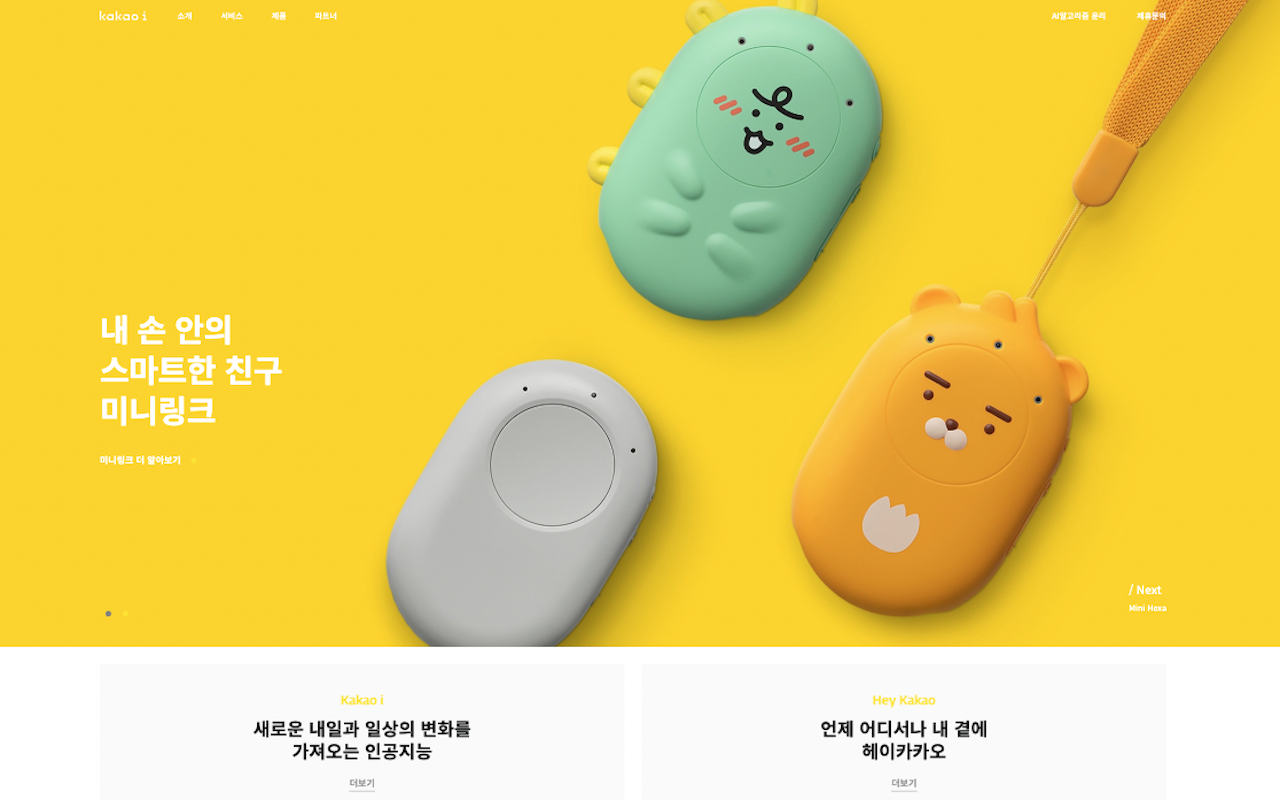 kakao i
소개
서비스
제품
파트너
AI알고리즘 윤리
제휴문의
내 손 안의
스마트한 친구
미니링크
미니링크 더 알아보기
/ Next
Mini Hexa
Kakao i
새로운 내일과 일상의 변화를
가져오는 인공지능
더보기
Hey Kakao
언제 어디서나 내 곁에
헤이카카오
더보기